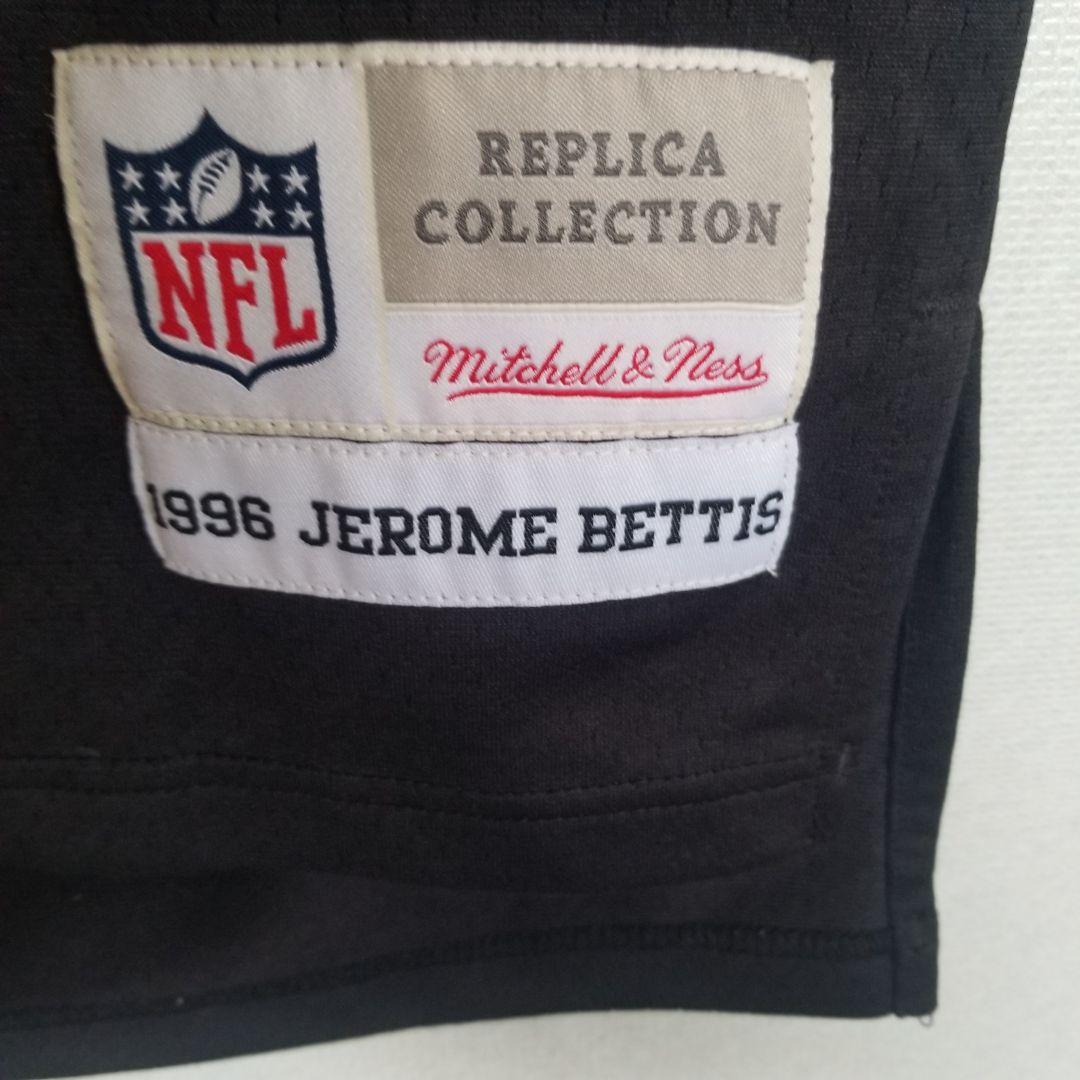 NFL
REPLICA
COLLECTION
Mitchell & Ness
1996 JEROME BETTIS